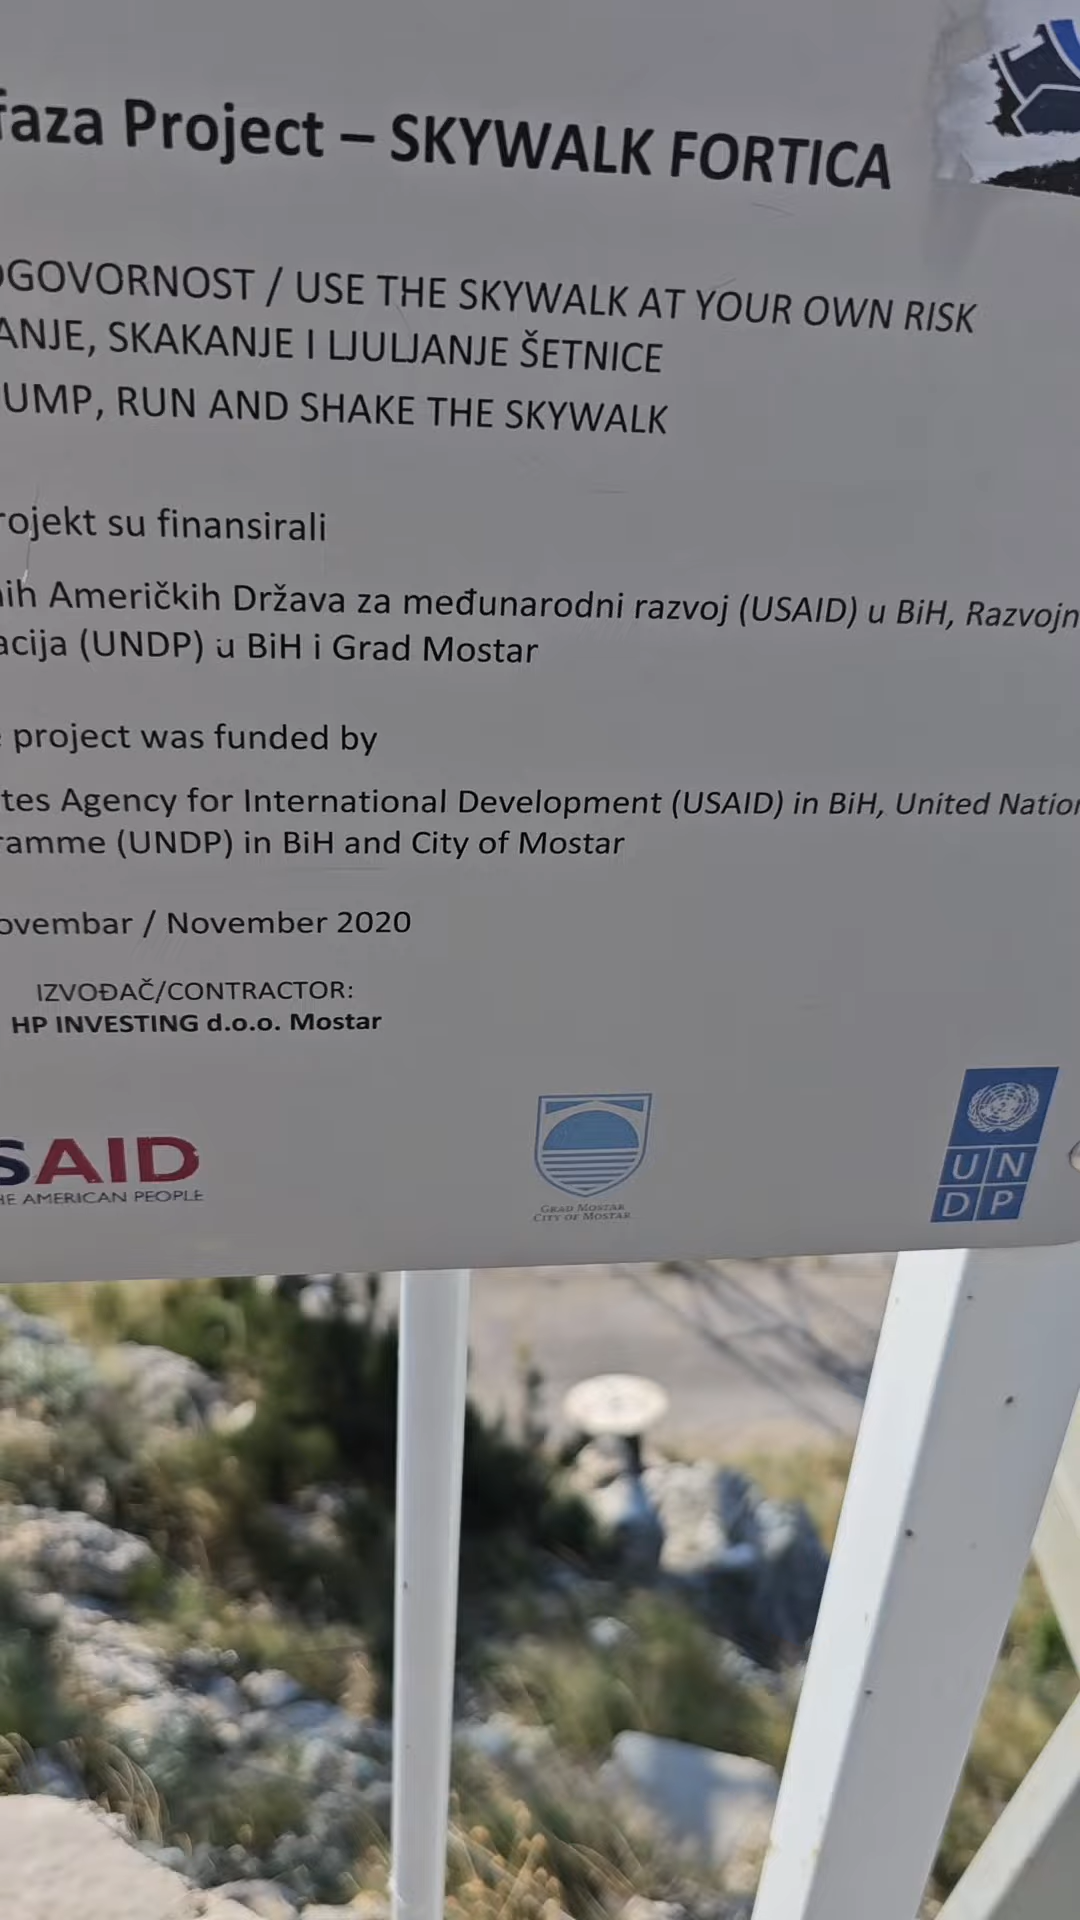 faza Project – SKYWALK FORTICA
OGOVORNOST / USE THE SKYWALK AT YOUR OWN RISK
ANJE, SKAKANJE I LJULJANJE ŠETNICE
UMP, RUN AND SHAKE THE SKYWALK
rojekt su finansirali
nih Američkih Država za međunarodni razvoj (USAID) u BiH, Razvojn
acija (UNDP) u BiH i Grad Mostar
e project was funded by
tes Agency for International Development (USAID) in BiH, United Nation
ramme (UNDP) in BiH and City of Mostar
ovembar / November 2020
IZVOĐAČ/CONTRACTOR:
HP INVESTING d.o.o. Mostar
SAID
HE AMERICAN PEOPLE
GRAD MOSTAR
CITY OF MOSTAR
UN
DP